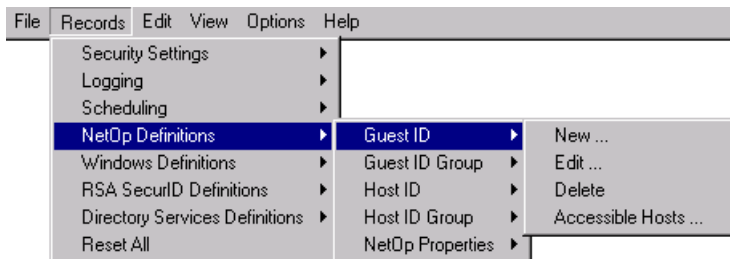 File Records Edit View Options Help
Security Settings
Logging
Scheduling
NetOp Definitions Guest ID New ...
Windows Definitions Guest ID Group Edit ...
RSA SecurID Definitions Host ID Delete
Directory Services Definitions Host ID Group Accessible Hosts ...
Reset All NetOp Properties